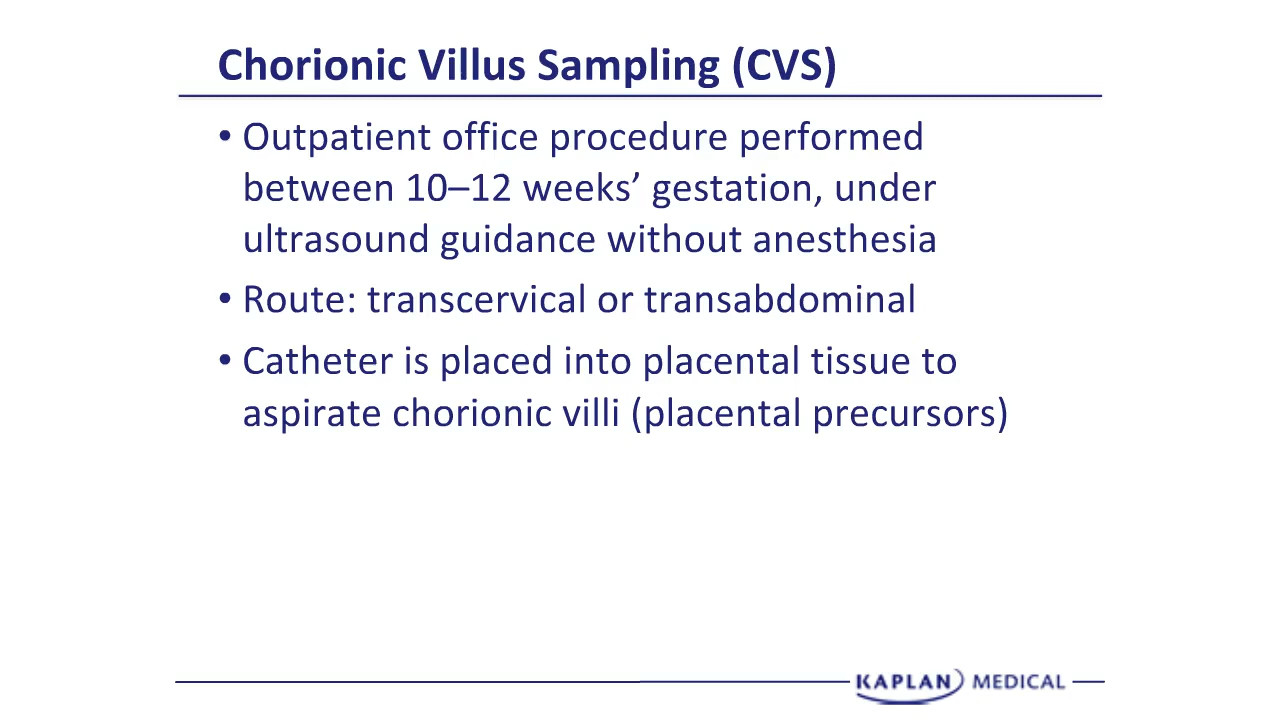 Chorionic Villus Sampling (CVS)
• Outpatient office procedure performed
between 10–12 weeks’ gestation, under
ultrasound guidance without anesthesia
• Route: transcervical or transabdominal
• Catheter is placed into placental tissue to
aspirate chorionic villi (placental precursors)
KAPLAN MEDICAL